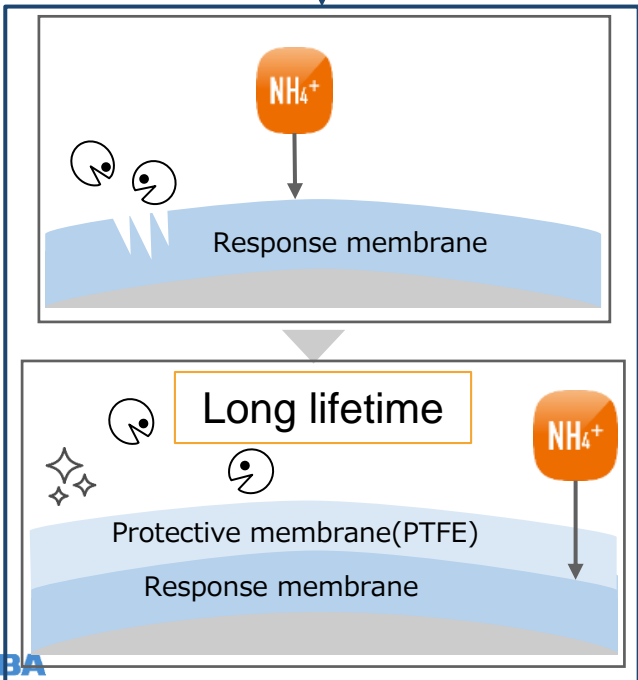 NH₄⁺
Response membrane
Long lifetime
NH₄⁺
Protective membrane(PTFE)
Response membrane
BA